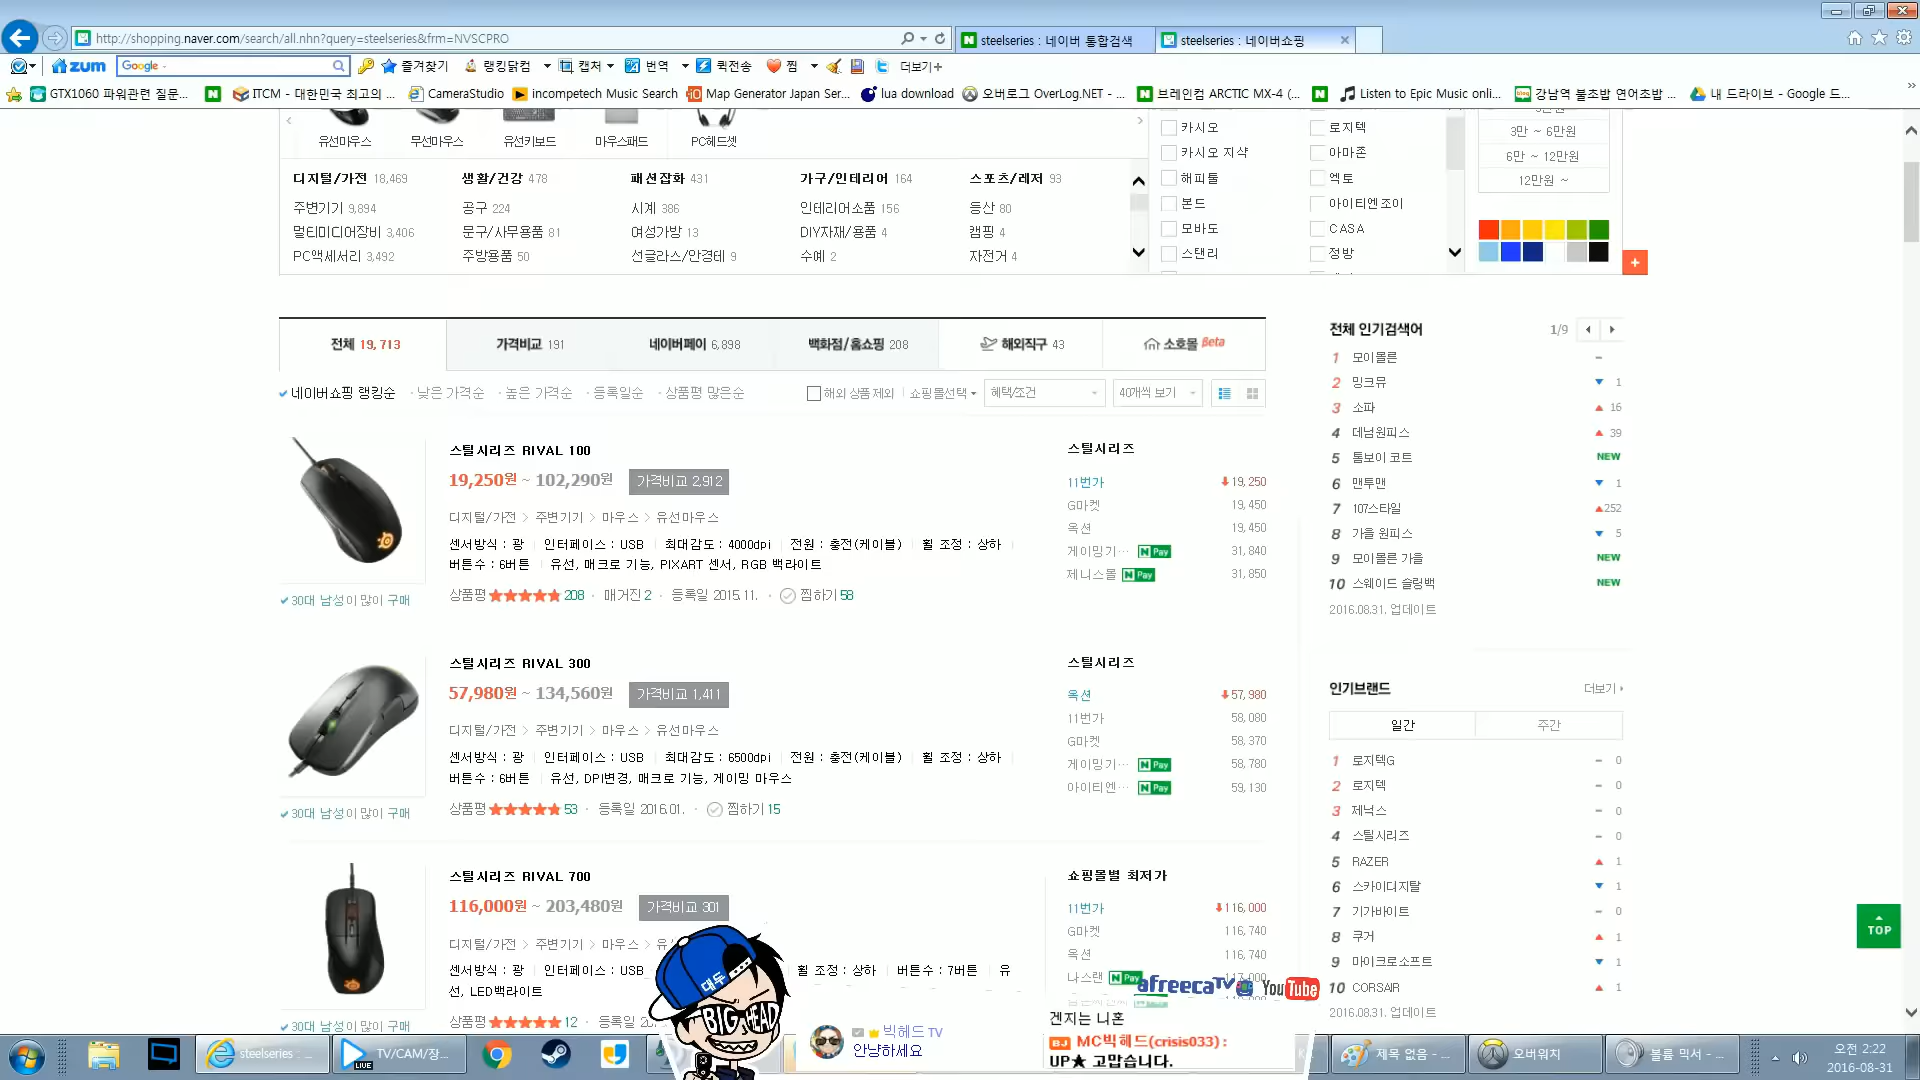 http://shopping.naver.com/search/all.nhn?query=steelseries&frm=NVSCPRO
steelseries : 네이버 통합검색
steelseries : 네이버쇼핑
zum
Google
즐겨찾기
랭킹닭컴
캡처
번역
퀵전송
찜
더보기+
GTX1060 파워관련 질문...
ITCM - 대한민국 최고의 ...
CameraStudio
incompetech Music Search
Map Generator Japan Ser...
lua download
오버로그 OverLog.NET - ...
브레인컴 ARCTIC MX-4 (...
Listen to Epic Music onli...
강남역 불초밥 연어초밥 ...
내 드라이브 - Google 드...
유선마우스
무선마우스
유선키보드
마우스패드
PC헤드셋
디지털/가전 18,469
생활/건강 478
패션잡화 431
가구/인테리어 164
스포츠/레저 93
주변기기 9,894
공구 224
시계 386
인테리어소품 156
등산 80
멀티미디어장비 3,406
문구/사무용품 81
여성가방 13
DIY자재/용품 4
캠핑 4
PC액세서리 3,492
주방용품 50
선글라스/안경테 9
수예 2
자전거 4
카시오
로지텍
카시오 지샥
아마존
해피툴
엑토
본드
아이티엔조이
모바도
CASA
스탠리
정방
3만 ~ 6만원
6만 ~ 12만원
12만원 ~
전체 19,713
가격비교 191
네이버페이 6,898
백화점/홈쇼핑 208
해외직구 43
소호몰 Beta
네이버쇼핑 랭킹순
낮은 가격순
높은 가격순
등록일순
상품평 많은순
해외 상품 제외
쇼핑몰선택
혜택/조건
40개씩 보기
스틸시리즈 RIVAL 100
19,250원 ~ 102,290원 가격비교 2,912
디지털/가전 > 주변기기 > 마우스 > 유선마우스
센서방식 : 광 | 인터페이스 : USB | 최대감도 : 4000dpi | 전원 : 충전(케이블) | 휠 조정 : 상하
버튼수 : 6버튼 | 유선, 매크로 기능, PIXART 센서, RGB 백라이트
상품평 208 · 매거진 2 · 등록일 2015.11. · 찜하기 58
30대 남성이 많이 구매
스틸시리즈
11번가 19,250
G마켓 19,450
옥션 19,450
게이밍기... N Pay 31,840
제니스몰 N Pay 31,850
스틸시리즈 RIVAL 300
57,980원 ~ 134,560원 가격비교 1,411
디지털/가전 > 주변기기 > 마우스 > 유선마우스
센서방식 : 광 | 인터페이스 : USB | 최대감도 : 6500dpi | 전원 : 충전(케이블) | 휠 조정 : 상하
버튼수 : 6버튼 | 유선, DPI변경, 매크로 기능, 게이밍 마우스
상품평 53 · 등록일 2016.01. · 찜하기 15
30대 남성이 많이 구매
스틸시리즈
옥션 57,980
11번가 58,080
G마켓 58,370
게이밍기... N Pay 58,780
아이티엔... N Pay 59,130
스틸시리즈 RIVAL 700
116,000원 ~ 203,480원 가격비교 301
디지털/가전 > 주변기기 > 마우스 > 유
센서방식 : 광 | 인터페이스 : USB
휠 조정 : 상하 | 버튼수 : 7버튼 | 유
선, LED백라이트
상품평 12 · 등록일
30대 남성이 많이 구매
쇼핑몰별 최저가
11번가 116,000
G마켓 116,740
옥션 116,740
나스랜 N Pay 117,000
전체 인기검색어 1/9
1 모이몰른 -
2 밍크뮤 1
3 소파 16
4 데님원피스 39
5 톰보이 코트 NEW
6 맨투맨 1
7 107스타일 252
8 가을 원피스 5
9 모이몰른 가을 NEW
10 스웨이드 슬링백 NEW
2016.08.31. 업데이트
인기브랜드 더보기
일간
주간
1 로지텍G - 0
2 로지텍 - 0
3 제닉스 - 0
4 스틸시리즈 - 0
5 RAZER 1
6 스카이디지탈 1
7 기가바이트 - 0
8 쿠거 1
9 마이크로소프트 1
10 CORSAIR 1
2016.08.31. 업데이트
TOP
대두
BIG HEAD
afreecaTV
YouTube
빅헤드 TV
안냥하세요
겐지는 니혼
BJ MC빅헤드(crisis033) :
UP★ 고맙습니다.
steelseries : ...
LIVE
TV/CAM/장...
제목 없음 - ...
오버워치
볼륨 믹서 - ...
오전 2:22
2016-08-31